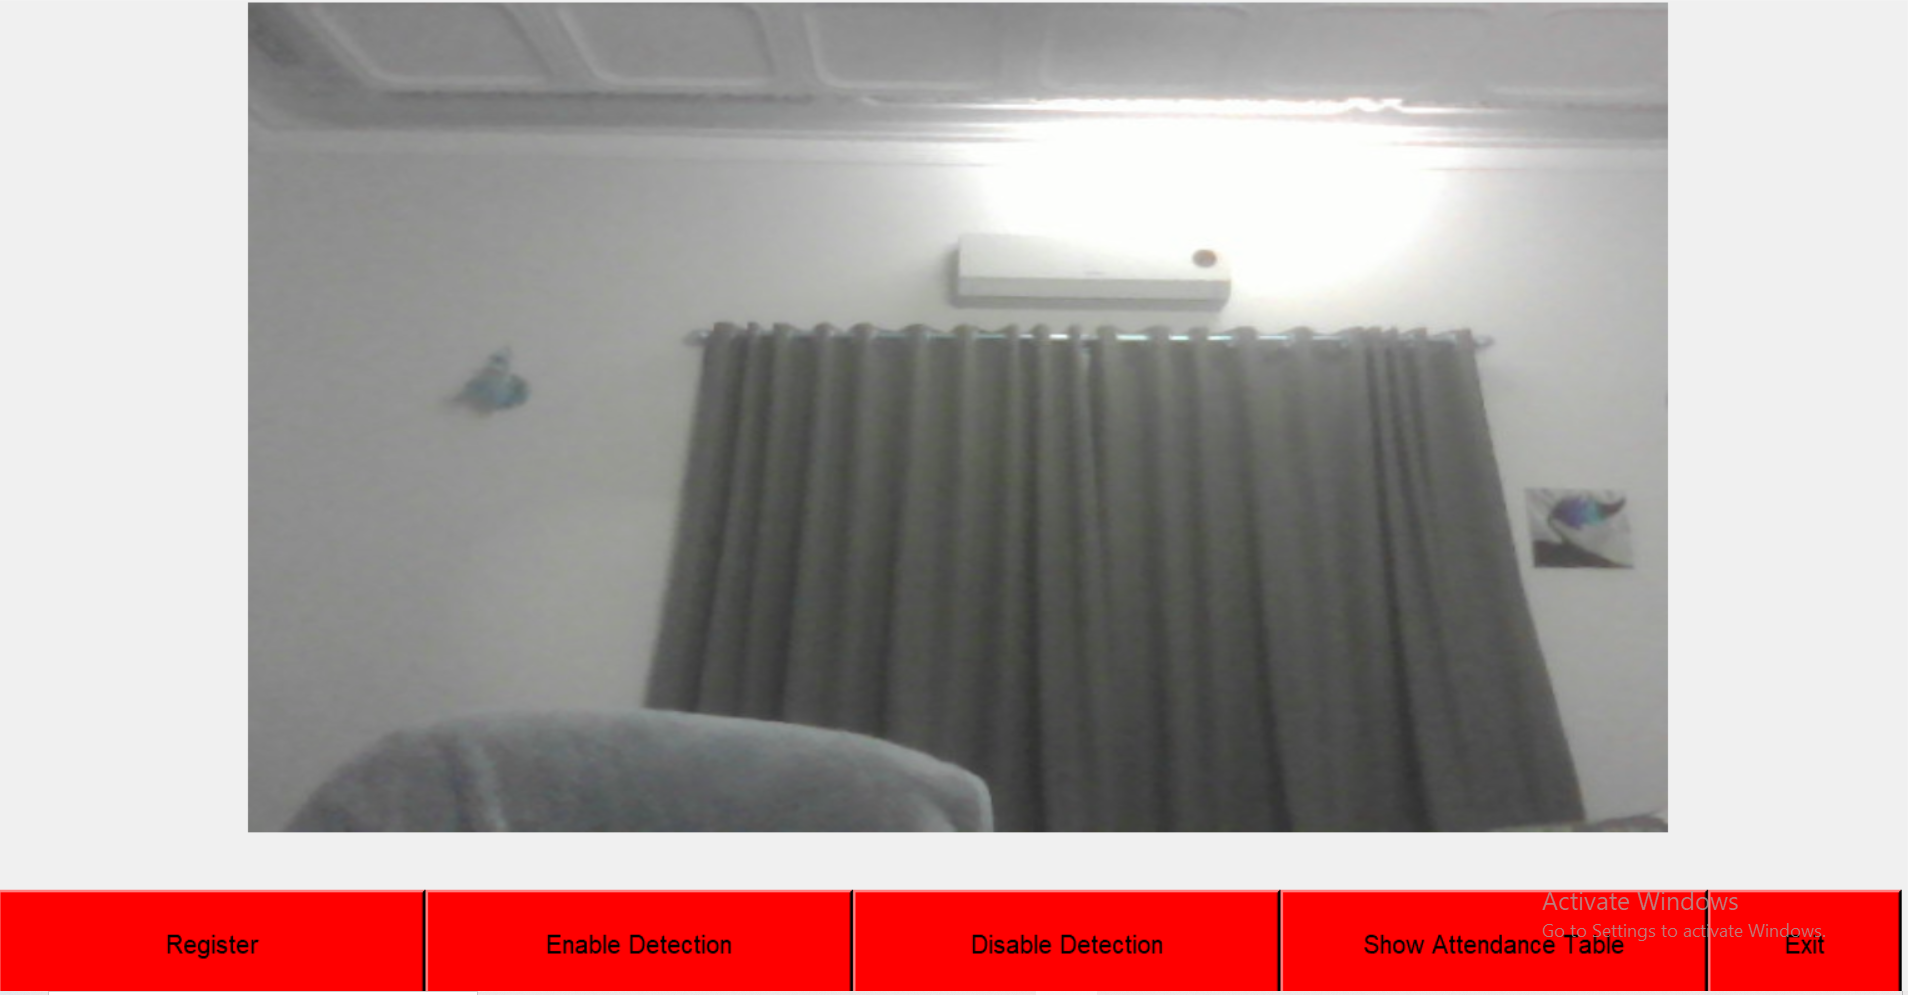 Register
Enable Detection
Disable Detection
Show Attendance Table
Exit
Activate Windows
Go to Settings to activate Windows.